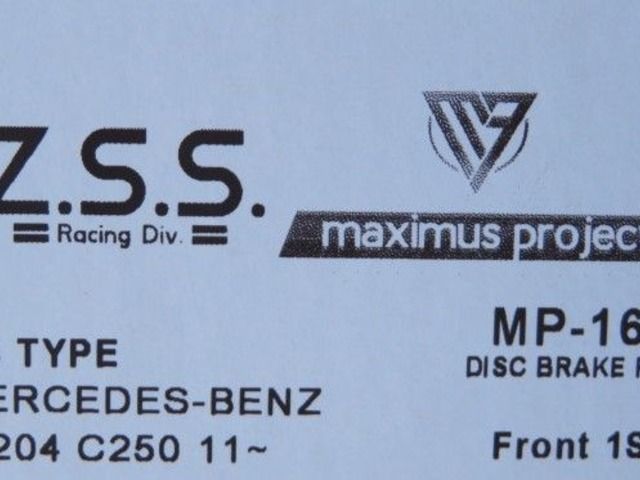 Z.S.S.
Racing Div.
maximus projec
MP-16
TYPE
DISC BRAKE
ERCEDES-BENZ
204 C250 11~
Front 1S